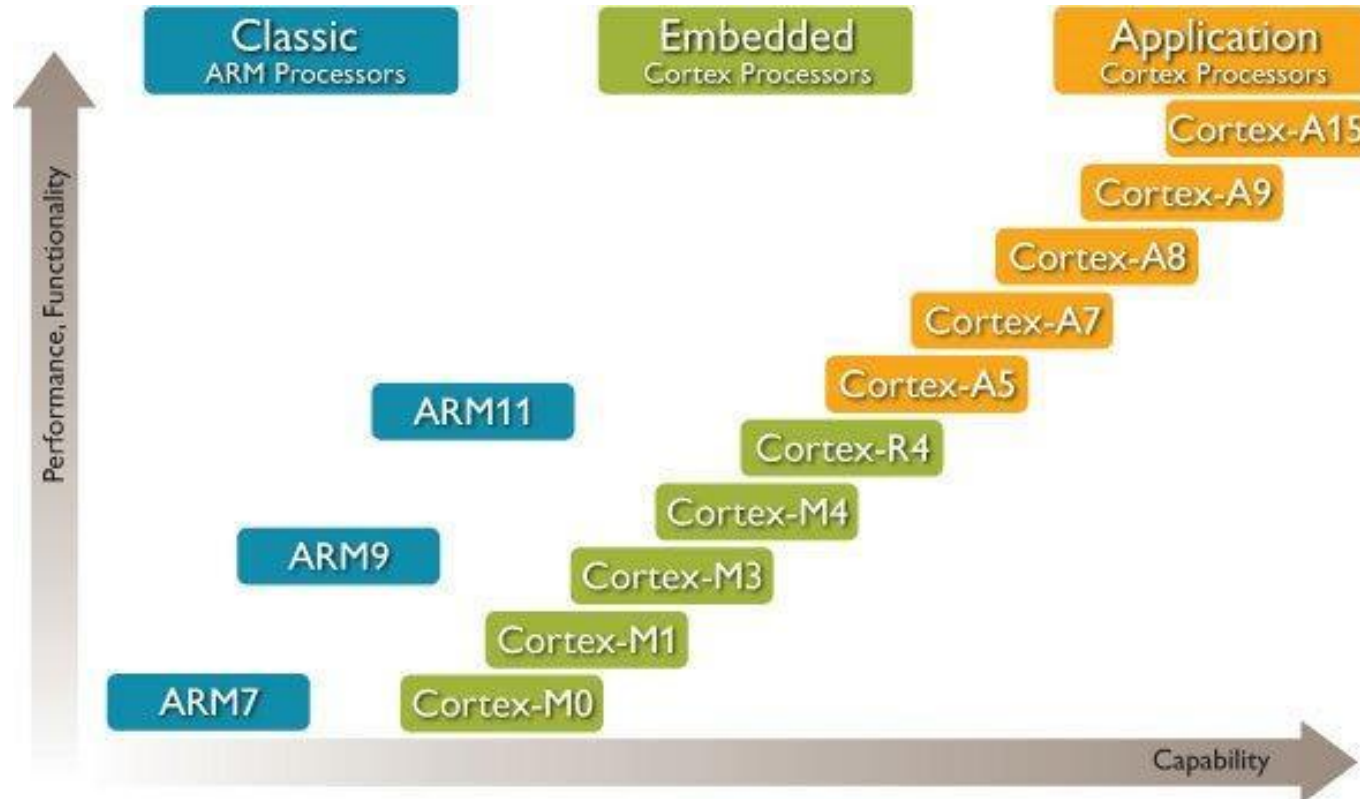 Classic
ARM Processors
Embedded
Cortex Processors
Application
Cortex Processors
Cortex-A15
Cortex-A9
Cortex-A8
Cortex-A7
Cortex-A5
ARM11
Cortex-R4
Cortex-M4
ARM9
Cortex-M3
Cortex-M1
ARM7
Cortex-M0
Performance, Functionality
Capability